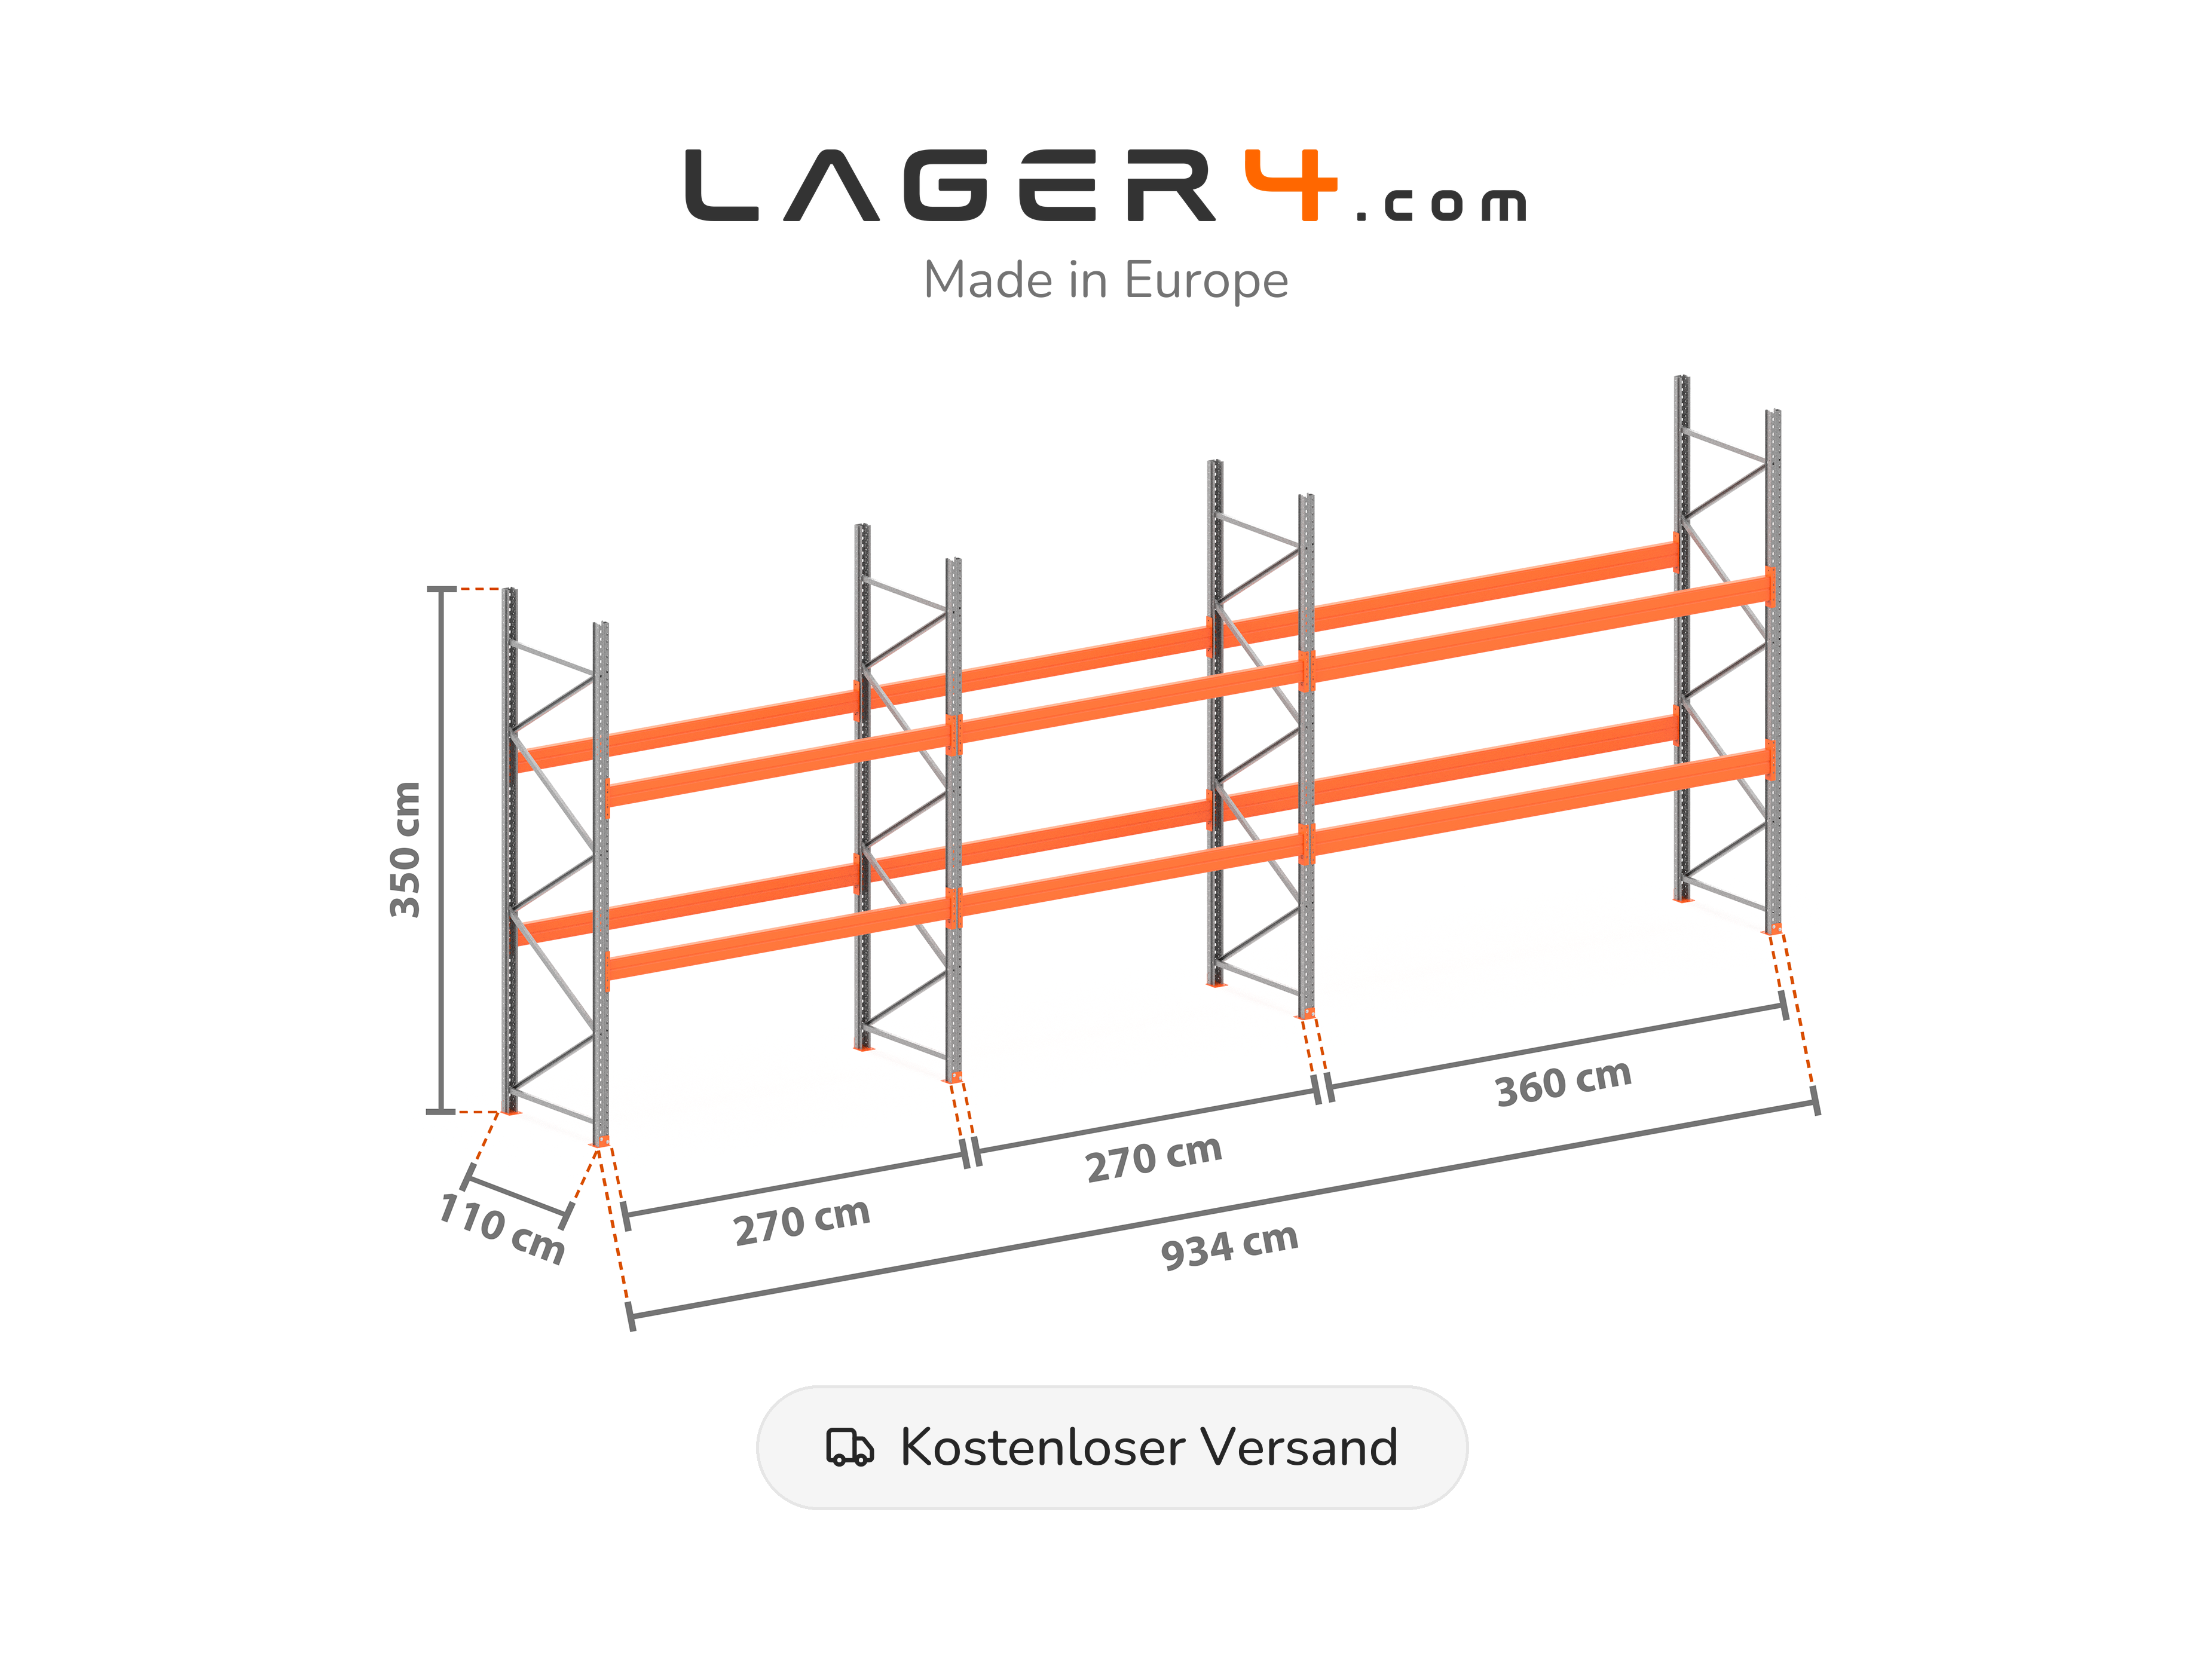 LAGER4.com
Made in Europe
350 cm
110 cm
270 cm
270 cm
360 cm
934 cm
Kostenloser Versand